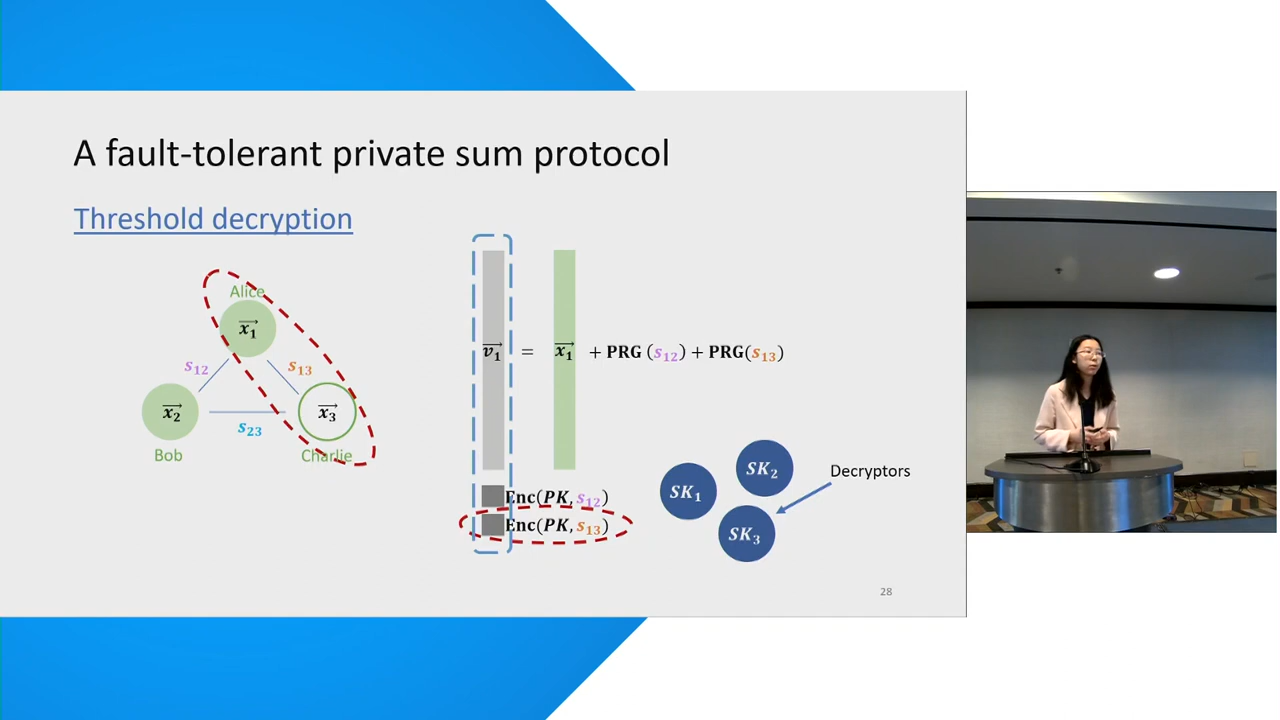 A fault-tolerant private sum protocol
Threshold decryption
Alice
x₁
s₁₂
s₁₃
x₂
x₃
s₂₃
Bob
Charlie
v₁ = x₁ + PRG (s₁₂) + PRG(s₁₃)
Enc(PK, s₁₂)
Enc(PK, s₁₃)
SK₁
SK₂
SK₃
Decryptors
28